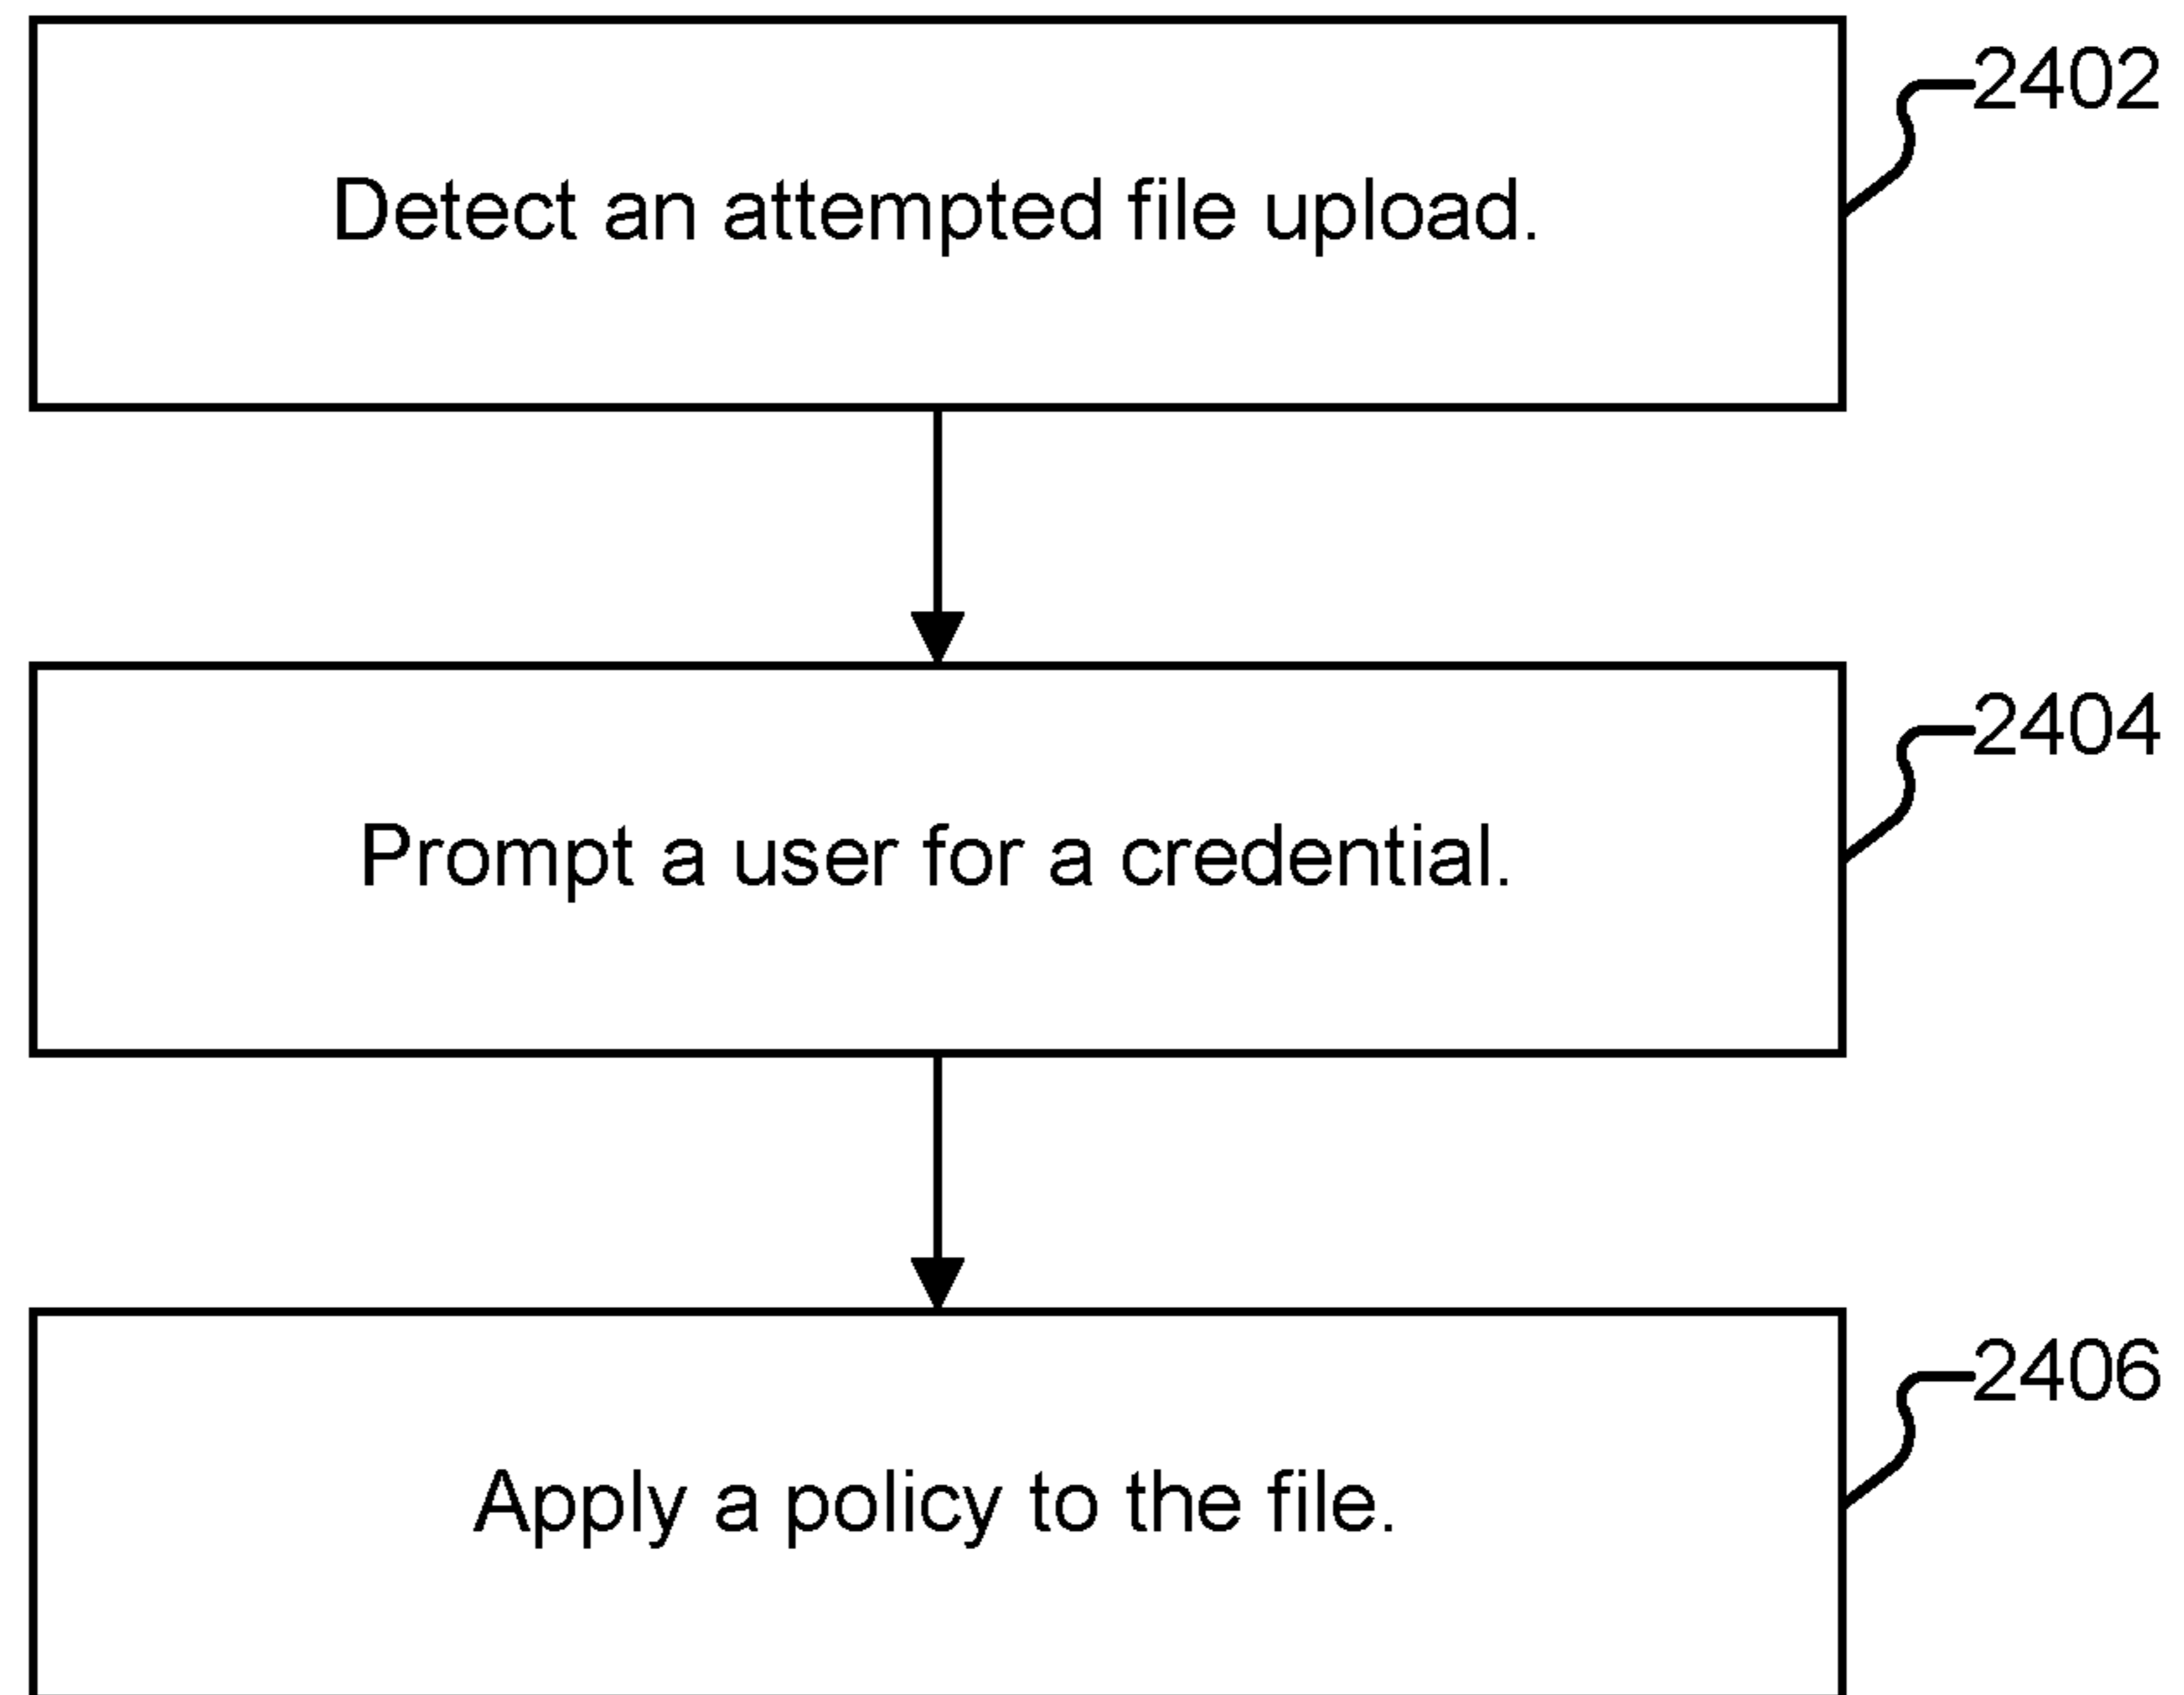 Detect an attempted file upload.
2402
Prompt a user for a credential.
2404
Apply a policy to the file.
2406